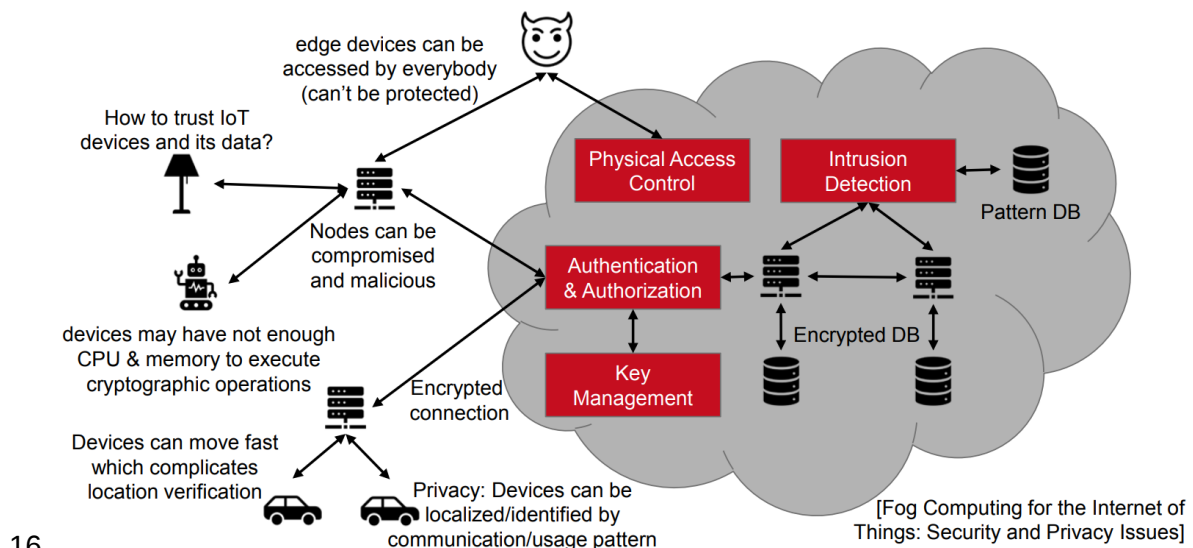 edge devices can be
accessed by everybody
(can't be protected)
How to trust IoT
devices and its data?
Physical Access
Control
Intrusion
Detection
Pattern DB
Nodes can be
compromised
and malicious
Authentication
& Authorization
devices may have not enough
CPU & memory to execute
cryptographic operations
Encrypted DB
Key
Management
Encrypted
connection
Devices can move fast
which complicates
location verification
Privacy: Devices can be
localized/identified by
communication/usage pattern
[Fog Computing for the Internet of
Things: Security and Privacy Issues]
16